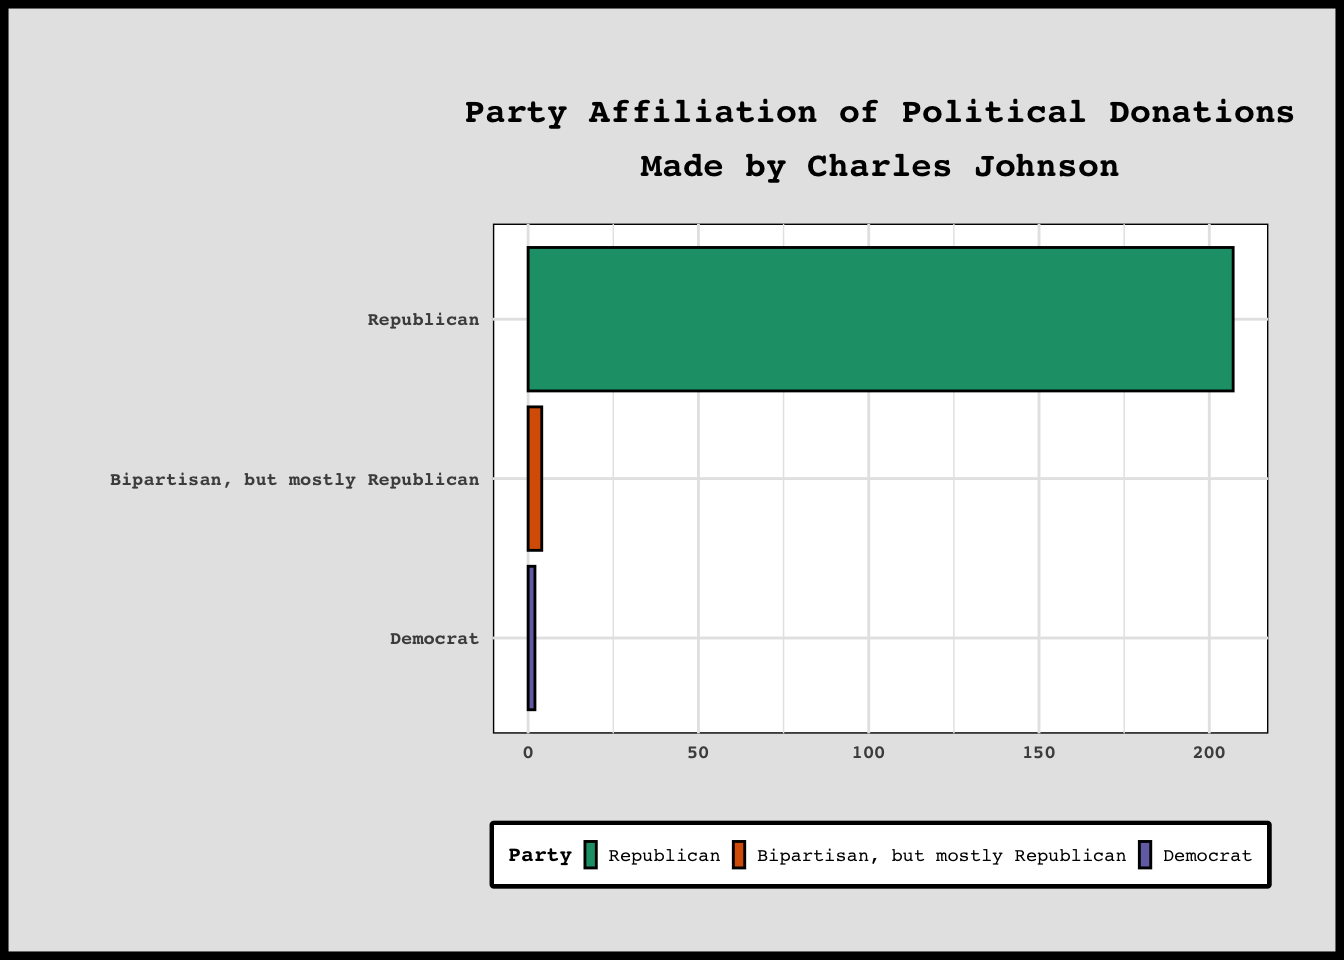 Party Affiliation of Political Donations
Made by Charles Johnson
Republican
Bipartisan, but mostly Republican
Democrat
0 50 100 150 200
Party Republican Bipartisan, but mostly Republican Democrat